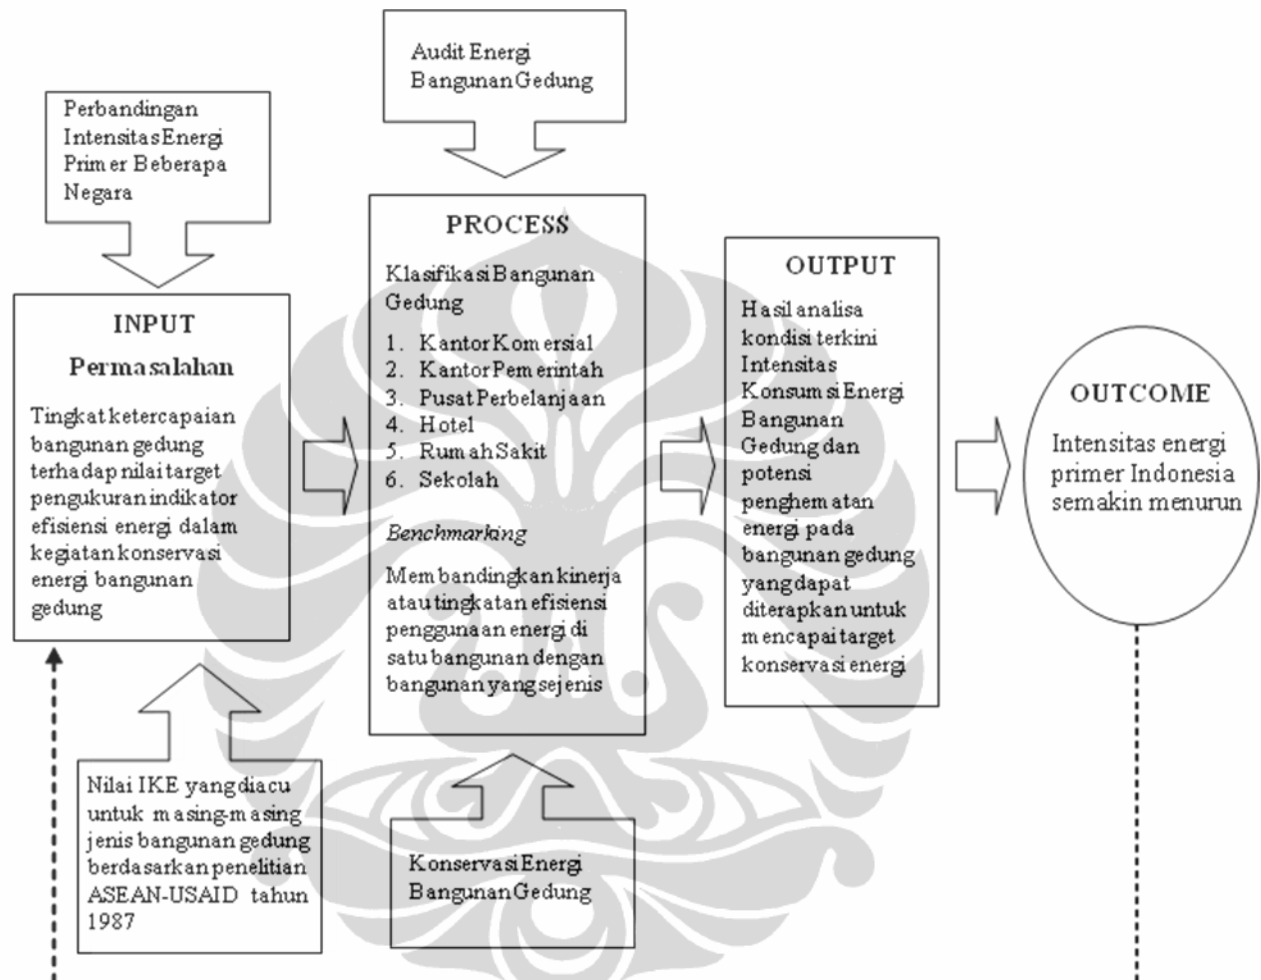 Audit Energi
Bangunan Gedung
Perbandingan
Intensitas Energi
Primer Beberapa
Negara
INPUT
Permasalahan
Tingkat ketercapaian
bangunan gedung
terhadap nilai target
pengukuran indikator
efisiensi energi dalam
kegiatan konservasi
energi bangunan
gedung
Nilai IKE yang diacu
untuk masing-masing
jenis bangunan gedung
berdasarkan penelitian
ASEAN-USAID tahun
1987
PROCESS
Klasifikasi Bangunan
Gedung
1. Kantor Komersial
2. Kantor Pemerintah
3. Pusat Perbelanjaan
4. Hotel
5. Rumah Sakit
6. Sekolah
Benchmarking
Membandingkan kinerja
atau tingkatan efisiensi
penggunaan energi di
satu bangunan dengan
bangunan yang sejenis
Konservasi Energi
Bangunan Gedung
OUTPUT
Hasil analisa
kondisi terkini
Intensitas
Konsumsi Energi
Bangunan
Gedung dan
potensi
penghematan
energi pada
bangunan gedung
yang dapat
diterapkan untuk
mencapai target
konservasi energi
OUTCOME
Intensitas energi
primer Indonesia
semakin menurun